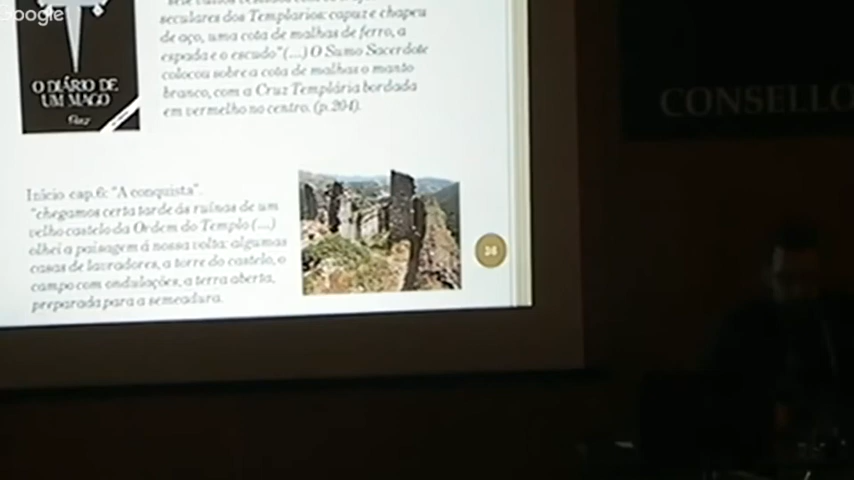 Google
seculares dos Templarios: capuz e chapeu
de aço, uma cota de malhas de ferro, a
espada e o escudo" (...) O Sumo Sacerdote
colocou sobre a cota de malhas o manto
branco, com a Cruz Templária bordada
em vermelho no centro. (p.204).
O DIÁRIO DE
UM MAGO
CONSELLO
Início cap.6: "A conquista".
"chegamos certa tarde ás ruínas de um
velho castelo da Ordem do Templo (...)
olhei a paisagem á nossa volta: algumas
casas de lavradores, a torre do castelo, o
campo com ondulações, a terra aberta,
preparada para a semeadura.